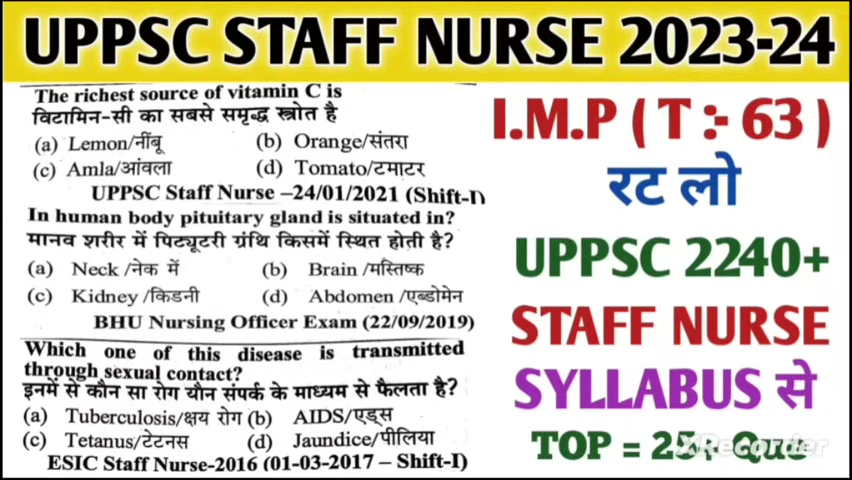 UPPSC STAFF NURSE 2023-24
The richest source of vitamin C is
विटामिन-सी का सबसे समृद्ध स्त्रोत है
(a) Lemon/नींबू (b) Orange/संतरा
(c) Amla/आंवला (d) Tomato/टमाटर
UPPSC Staff Nurse –24/01/2021 (Shift-I)
In human body pituitary gland is situated in?
मानव शरीर में पिट्यूटरी ग्रंथि किसमें स्थित होती है?
(a) Neck /नेक में (b) Brain /मस्तिष्क
(c) Kidney /किडनी (d) Abdomen /एब्डोमेन
BHU Nursing Officer Exam (22/09/2019)
Which one of this disease is transmitted
through sexual contact?
इनमें से कौन सा रोग यौन संपर्क के माध्यम से फैलता है?
(a) Tuberculosis/क्षय रोग (b) AIDS/एड्स
(c) Tetanus/टेटनस (d) Jaundice/पीलिया
ESIC Staff Nurse-2016 (01-03-2017 – Shift-I)
I.M.P ( T :- 63 )
रट लो
UPPSC 2240+
STAFF NURSE
SYLLABUS से
TOP = 25+ Que
XRecorder